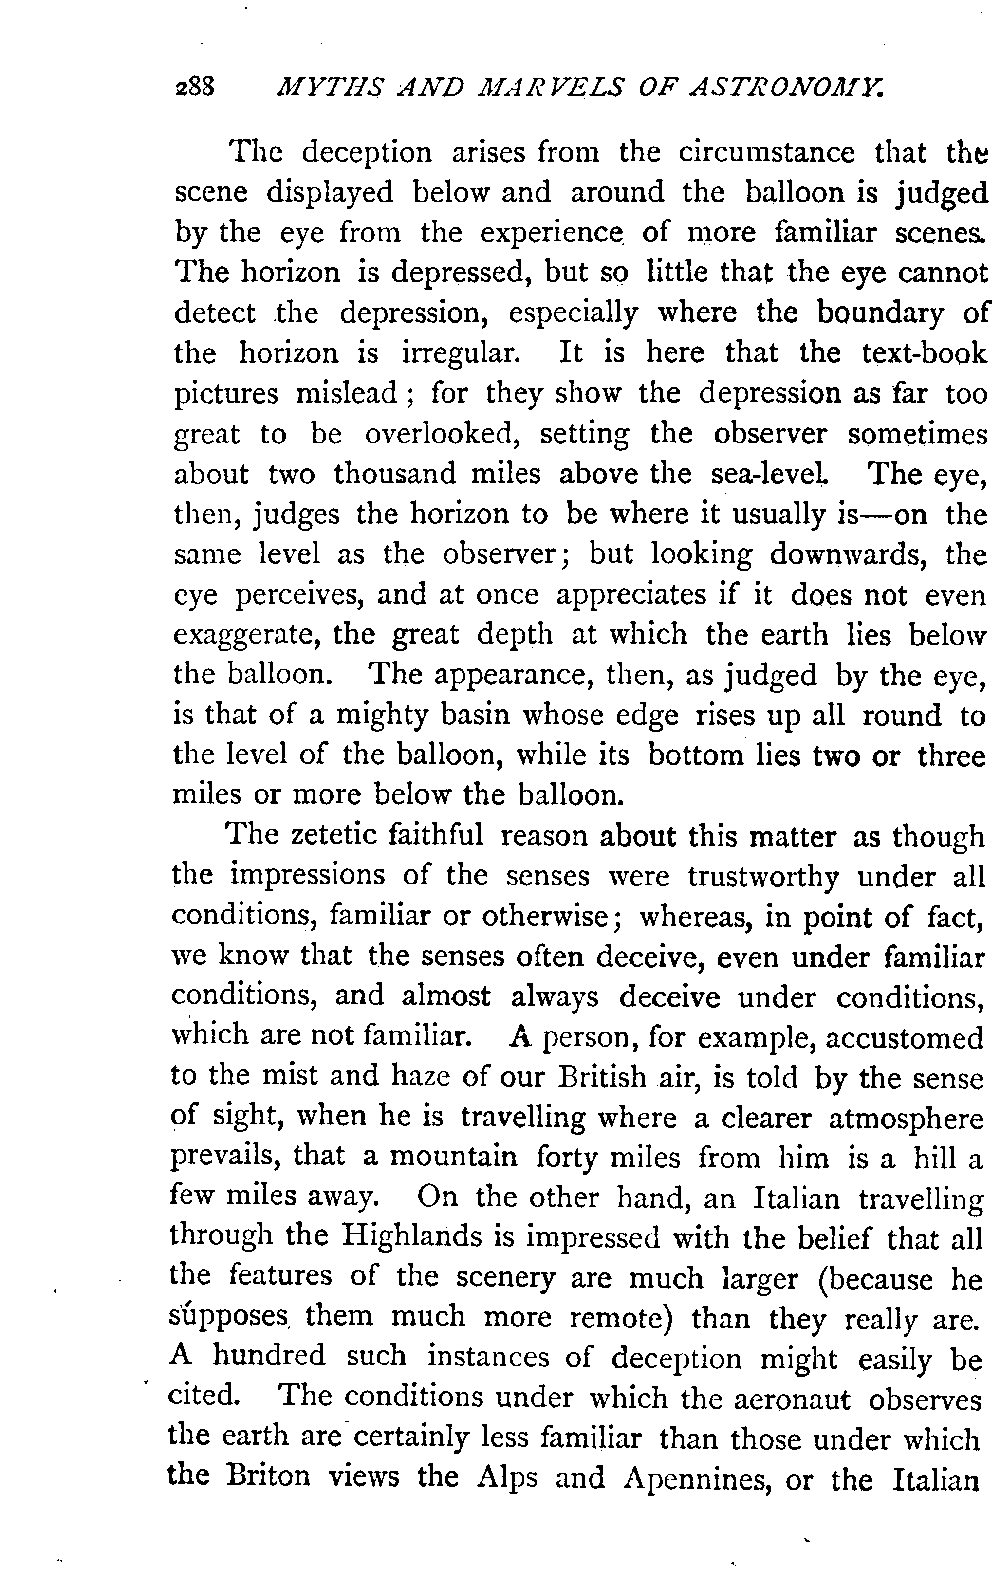 288 MYTHS AND MARVELS OF ASTRONOMY.
The deception arises from the circumstance that the
scene displayed below and around the balloon is judged
by the eye from the experience of more familiar scenes.
The horizon is depressed, but so little that the eye cannot
detect the depression, especially where the boundary of
the horizon is irregular. It is here that the text-book
pictures mislead ; for they show the depression as far too
great to be overlooked, setting the observer sometimes
about two thousand miles above the sea-level. The eye,
then, judges the horizon to be where it usually is—on the
same level as the observer; but looking downwards, the
eye perceives, and at once appreciates if it does not even
exaggerate, the great depth at which the earth lies below
the balloon. The appearance, then, as judged by the eye,
is that of a mighty basin whose edge rises up all round to
the level of the balloon, while its bottom lies two or three
miles or more below the balloon.
The zetetic faithful reason about this matter as though
the impressions of the senses were trustworthy under all
conditions, familiar or otherwise; whereas, in point of fact,
we know that the senses often deceive, even under familiar
conditions, and almost always deceive under conditions,
which are not familiar. A person, for example, accustomed
to the mist and haze of our British air, is told by the sense
of sight, when he is travelling where a clearer atmosphere
prevails, that a mountain forty miles from him is a hill a
few miles away. On the other hand, an Italian travelling
through the Highlands is impressed with the belief that all
the features of the scenery are much larger (because he
supposes them much more remote) than they really are.
A hundred such instances of deception might easily be
cited. The conditions under which the aeronaut observes
the earth are certainly less familiar than those under which
the Briton views the Alps and Apennines, or the Italian